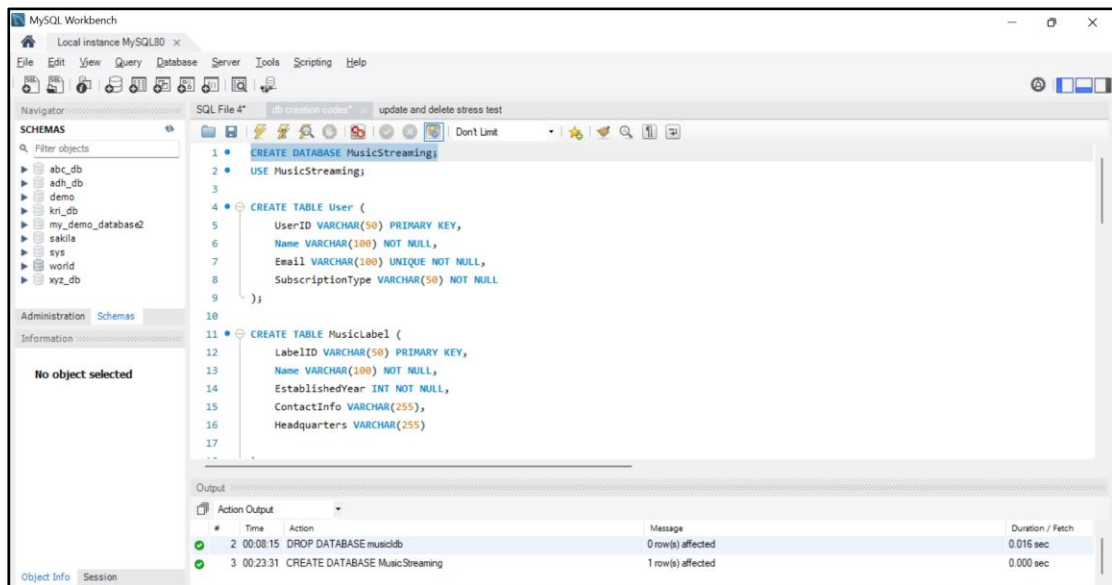 MySQL Workbench
Local instance MySQL80
File Edit View Query Database Server Tools Scripting Help
Navigator
SCHEMAS
Filter objects
abc_db
adh_db
demo
kri_db
my_demo_database2
sakila
sys
world
xyz_db
Administration Schemas
Information
No object selected
Object Info Session
SQL File 4* db creation codes* update and delete stress test
Don't Limit
1 CREATE DATABASE MusicStreaming;
2 USE MusicStreaming;
3
4 CREATE TABLE User (
5 UserID VARCHAR(50) PRIMARY KEY,
6 Name VARCHAR(100) NOT NULL,
7 Email VARCHAR(100) UNIQUE NOT NULL,
8 SubscriptionType VARCHAR(50) NOT NULL
9 );
10
11 CREATE TABLE MusicLabel (
12 LabelID VARCHAR(50) PRIMARY KEY,
13 Name VARCHAR(100) NOT NULL,
14 EstablishedYear INT NOT NULL,
15 ContactInfo VARCHAR(255),
16 Headquarters VARCHAR(255)
17
Output
Action Output
# Time Action Message Duration / Fetch
2 00:08:15 DROP DATABASE musicldb 0 row(s) affected 0.016 sec
3 00:23:31 CREATE DATABASE MusicStreaming 1 row(s) affected 0.000 sec